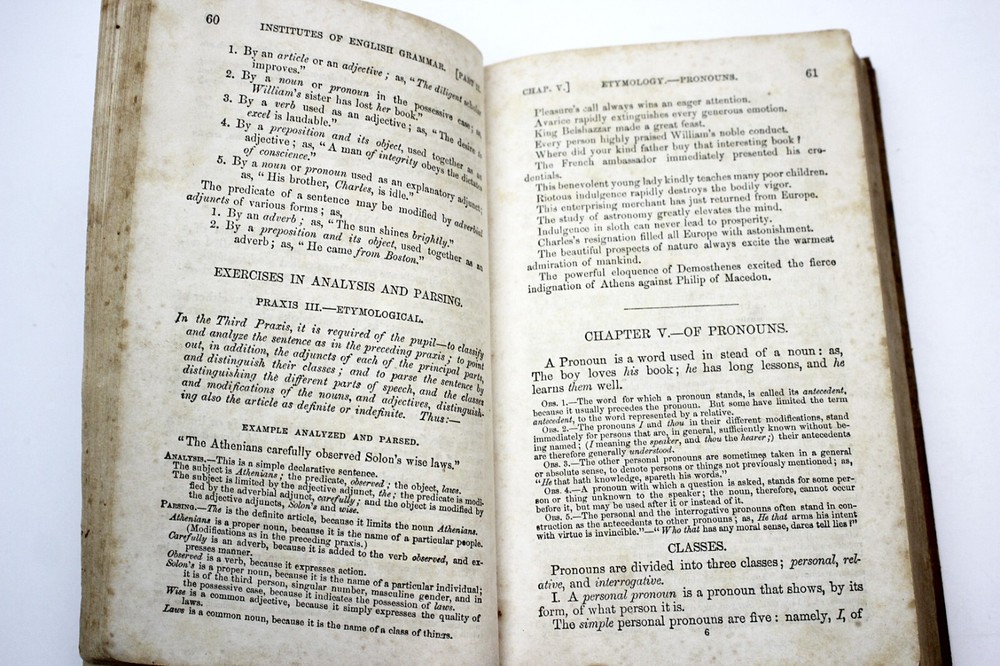 60
INSTITUTES OF ENGLISH GRAMMAR. [PART II.
1. By an article or an adjective; as, "The diligent scholar
improves."
2. By a noun or pronoun in the possessive case; as,
William's sister has lost her book."
3. By a verb used as an adjective; as, "The desire to
excel is laudable."
4. By a preposition and its object, used together as an
adjective; as, "A man of integrity obeys the dictates
of conscience."
5. By a noun or pronoun used as an explanatory adjunct;
as, "His brother, Charles, is idle."
The predicate of a sentence may be modified by adverbial
adjuncts of various forms; as,
1. By an adverb; as, "The sun shines brightly."
2. By a preposition and its object, used together as an
adverb; as, "He came from Boston."
EXERCISES IN ANALYSIS AND PARSING.
PRAXIS III.—ETYMOLOGICAL.
In the Third Praxis, it is required of the pupil—to classify
and analyze the sentence as in the preceding praxis; to point
out, in addition, the adjuncts of each of the principal parts,
and distinguish their classes; and to parse the sentence by
distinguishing the different parts of speech, and the classes
and modifications of the nouns, and adjectives, distinguish-
ing also the article as definite or indefinite. Thus:—
EXAMPLE ANALYZED AND PARSED.
"The Athenians carefully observed Solon's wise laws."
ANALYSIS.—This is a simple declarative sentence.
The subject is Athenians; the predicate, observed; the object, laws.
The subject is limited by the adjective adjunct, the; the predicate is modi-
fied by the adverbial adjunct, carefully; and the object is modified by
the adjective adjuncts, Solon's and wise.
PARSING.—The is the definite article, because it limits the noun Athenians.
Athenians is a proper noun, because it is the name of a particular people.
(Modifications as in the preceding praxis.)
Carefully is an adverb, because it is added to the verb observed, and ex-
presses manner.
Observed is a verb, because it expresses action.
Solon's is a proper noun, because it is the name of a particular individual;
it is of the third person, singular number, masculine gender, and in
the possessive case, because it indicates the possession of laws.
Wise is a common adjective, because it simply expresses the quality of
laws.
Laws is a common noun, because it is the name of a class of things.
CHAP. V.] ETYMOLOGY.—PRONOUNS. 61
Pleasure's call always wins an eager attention.
Avarice rapidly extinguishes every generous emotion.
King Belshazzar made a great feast.
Every person highly praised William's noble conduct.
Where did your kind father buy that interesting book?
The French ambassador immediately presented his cre-
dentials.
This benevolent young lady kindly teaches many poor children.
Riotous indulgence rapidly destroys the bodily vigor.
This enterprising merchant has just returned from Europe.
The study of astronomy greatly elevates the mind.
Indulgence in sloth can never lead to prosperity.
Charles's resignation filled all Europe with astonishment.
The beautiful prospects of nature always excite the warmest
admiration of mankind.
The powerful eloquence of Demosthenes excited the fierce
indignation of Athens against Philip of Macedon.
CHAPTER V.—OF PRONOUNS.
A Pronoun is a word used in stead of a noun: as,
The boy loves his book; he has long lessons, and he
learns them well.
OBS. 1.—The word for which a pronoun stands, is called its antecedent,
because it usually precedes the pronoun. But some have limited the term
antecedent, to the word represented by a relative.
OBS. 2.—The pronouns I and thou in their different modifications, stand
immediately for persons that are, in general, sufficiently known without be-
ing named; (I meaning the speaker, and thou the hearer;) their antecedents
are therefore generally understood.
OBS. 3.—The other personal pronouns are sometimes taken in a general
or absolute sense, to denote persons or things not previously mentioned; as,
"He that hath knowledge, spareth his words."
OBS. 4.—A pronoun with which a question is asked, stands for some per-
son or thing unknown to the speaker; the noun, therefore, cannot occur
before it, but may be used after it or instead of it.
OBS. 5.—The personal and the interrogative pronouns often stand in con-
struction as the antecedents to other pronouns; as, He that arms his intent
with virtue is invincible."—"Who that has any moral sense, dares tell lies?"
CLASSES.
Pronouns are divided into three classes; personal, rel-
ative, and interrogative.
I. A personal pronoun is a pronoun that shows, by its
form, of what person it is.
The simple personal pronouns are five: namely, I, of
6